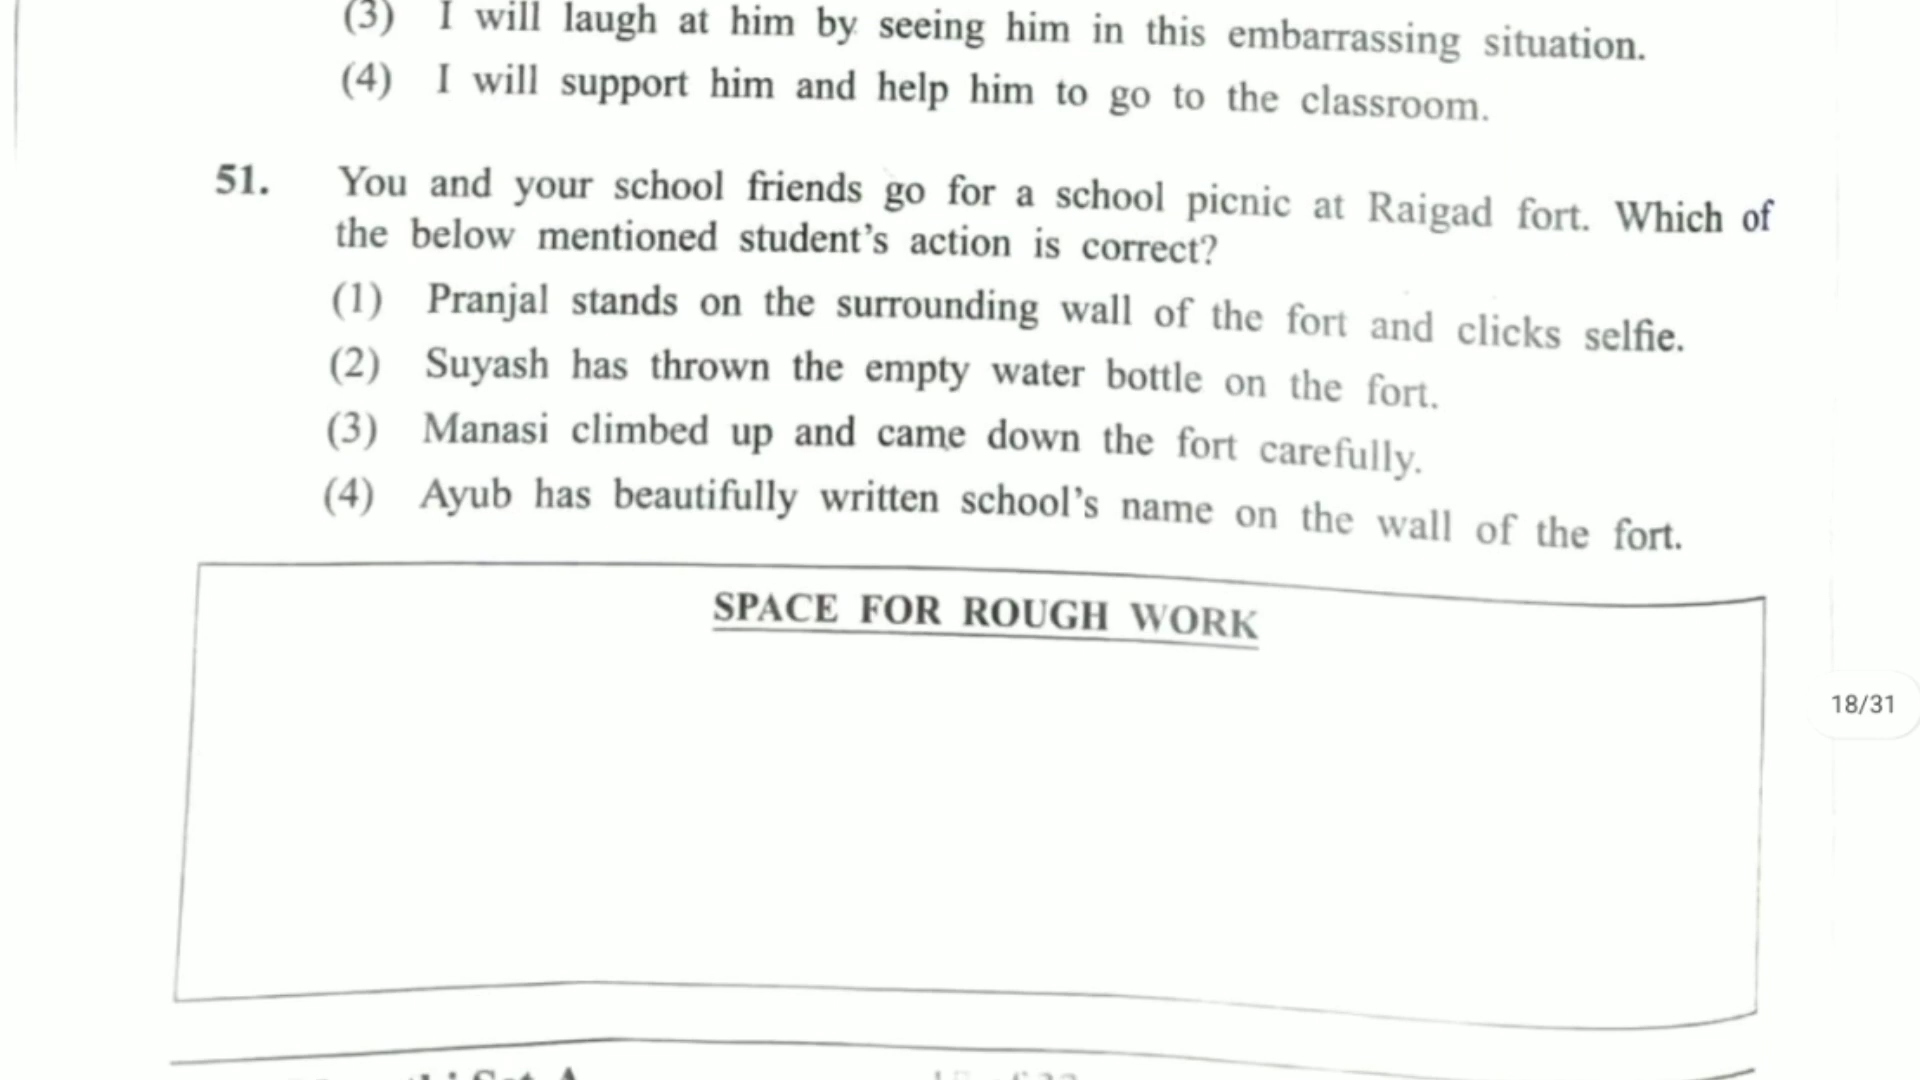 (3) I will laugh at him by seeing him in this embarrassing situation.
(4) I will support him and help him to go to the classroom.
51. You and your school friends go for a school picnic at Raigad fort. Which of
the below mentioned student's action is correct?
(1) Pranjal stands on the surrounding wall of the fort and clicks selfie.
(2) Suyash has thrown the empty water bottle on the fort.
(3) Manasi climbed up and came down the fort carefully.
(4) Ayub has beautifully written school's name on the wall of the fort.
SPACE FOR ROUGH WORK
18/31
Set A